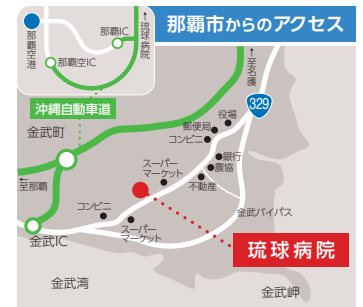 那覇市からのアクセス
那覇空港
那覇IC
那覇空IC
↑至琉球病院
沖縄自動車道
↑至名護
329
金武町
役場
郵便局
コンビニ
銀行
農協
不動産
スーパー
マーケット
←
至那覇
コンビニ
スーパー
マーケット
金武バイパス
金武IC
琉球病院
金武湾
金武岬